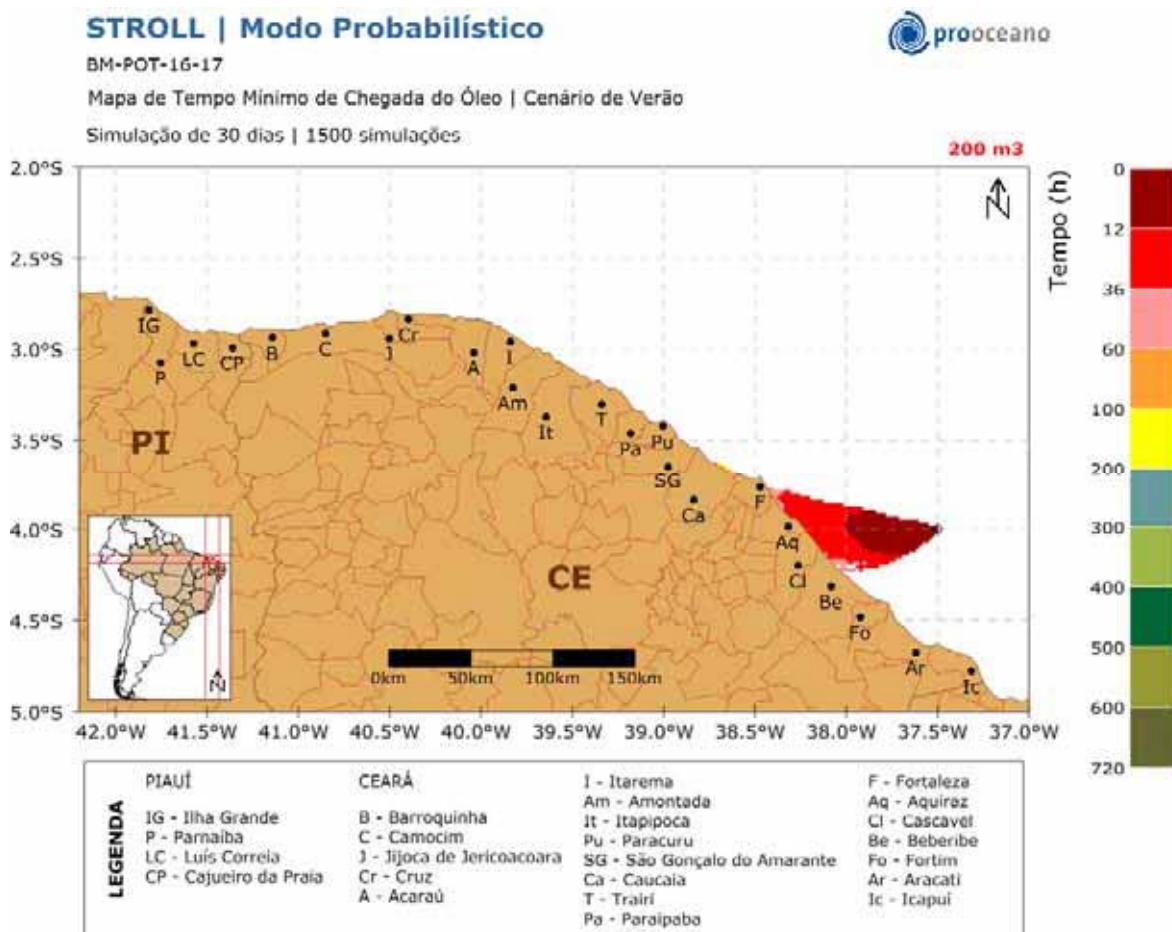 STROLL | Modo Probabilístico
prooceano
BM-POT-16-17
Mapa de Tempo Mínimo de Chegada do Óleo | Cenário de Verão
Simulação de 30 dias | 1500 simulações
200 m3
2.0°S
2.5°S
3.0°S
3.5°S
4.0°S
4.5°S
5.0°S
N
IG
P
LC
CP
B
C
J
Cr
A
I
Am
It
T
Pa
Pu
SG
Ca
F
Aq
Cl
Be
Fo
Ar
Ic
PI
CE
N
0km 50km 100km 150km
42.0°W 41.5°W 41.0°W 40.5°W 40.0°W 39.5°W 39.0°W 38.5°W 38.0°W 37.5°W 37.0°W
Tempo (h)
0
12
36
60
100
200
300
400
500
600
720
LEGENDA
PIAUÍ
IG - Ilha Grande
P - Parnaíba
LC - Luís Correia
CP - Cajueiro da Praia
CEARÁ
B - Barroquinha
C - Camocim
J - Jijoca de Jericoacoara
Cr - Cruz
A - Acaraú
I - Itarema
Am - Amontada
It - Itapipoca
Pu - Paracuru
SG - São Gonçalo do Amarante
Ca - Caucaia
T - Trairi
Pa - Paraipaba
F - Fortaleza
Aq - Aquiraz
Cl - Cascavel
Be - Beberibe
Fo - Fortim
Ar - Aracati
Ic - Icapuí